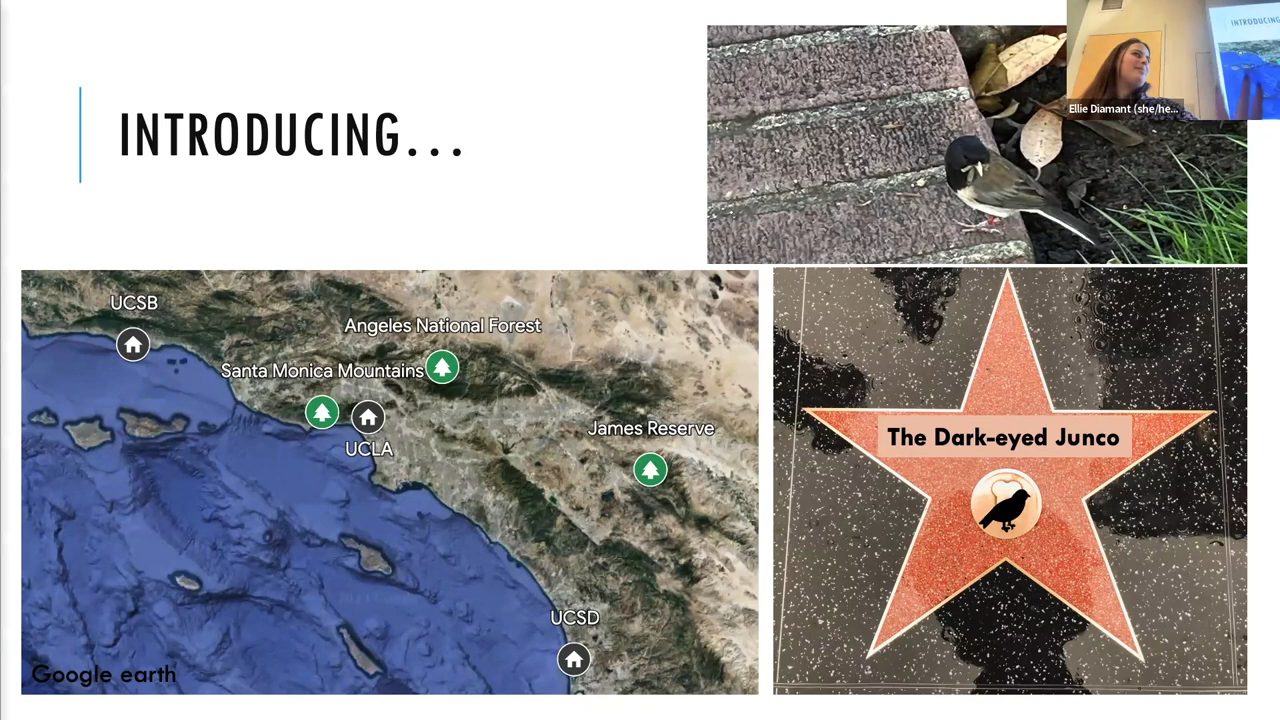 INTRODUCING...
INTRODUCING
Ellie Diamant (she/he...
UCSB
Angeles National Forest
Santa Monica Mountains
UCLA
James Reserve
UCSD
Google earth
The Dark-eyed Junco